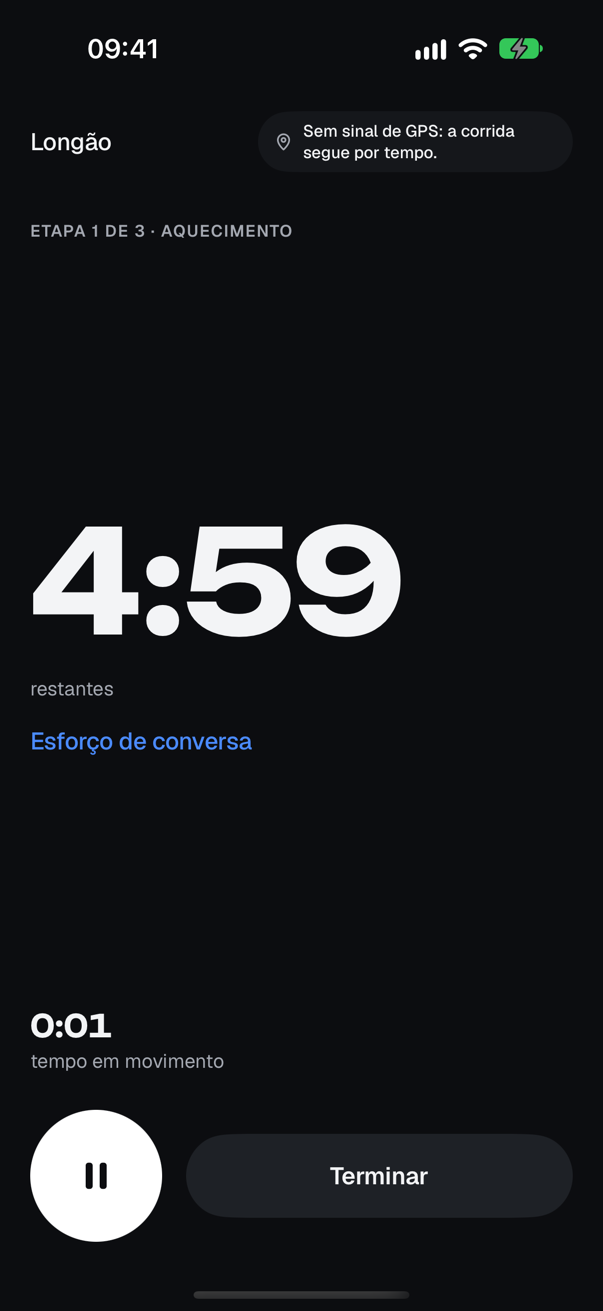 09:41
Longão
Sem sinal de GPS: a corrida
segue por tempo.
ETAPA 1 DE 3 · AQUECIMENTO
4:59
restantes
Esforço de conversa
0:01
tempo em movimento
Terminar